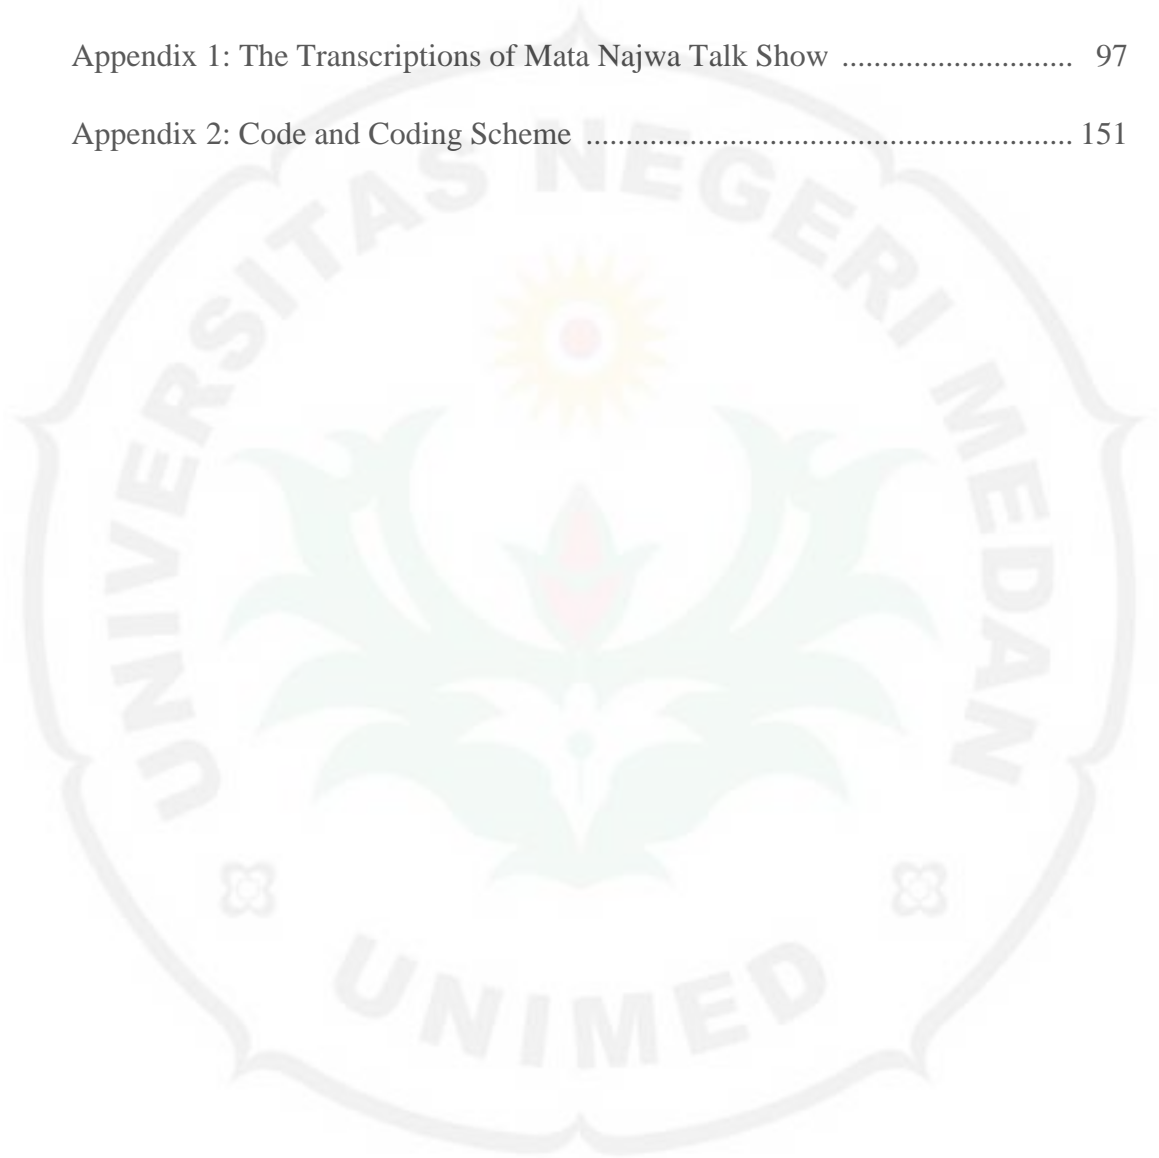 Appendix 1: The Transcriptions of Mata Najwa Talk Show ........................... 97
Appendix 2: Code and Coding Scheme ................................................... 151
UNIVERSITAS NEGERI MEDAN
UNIMED